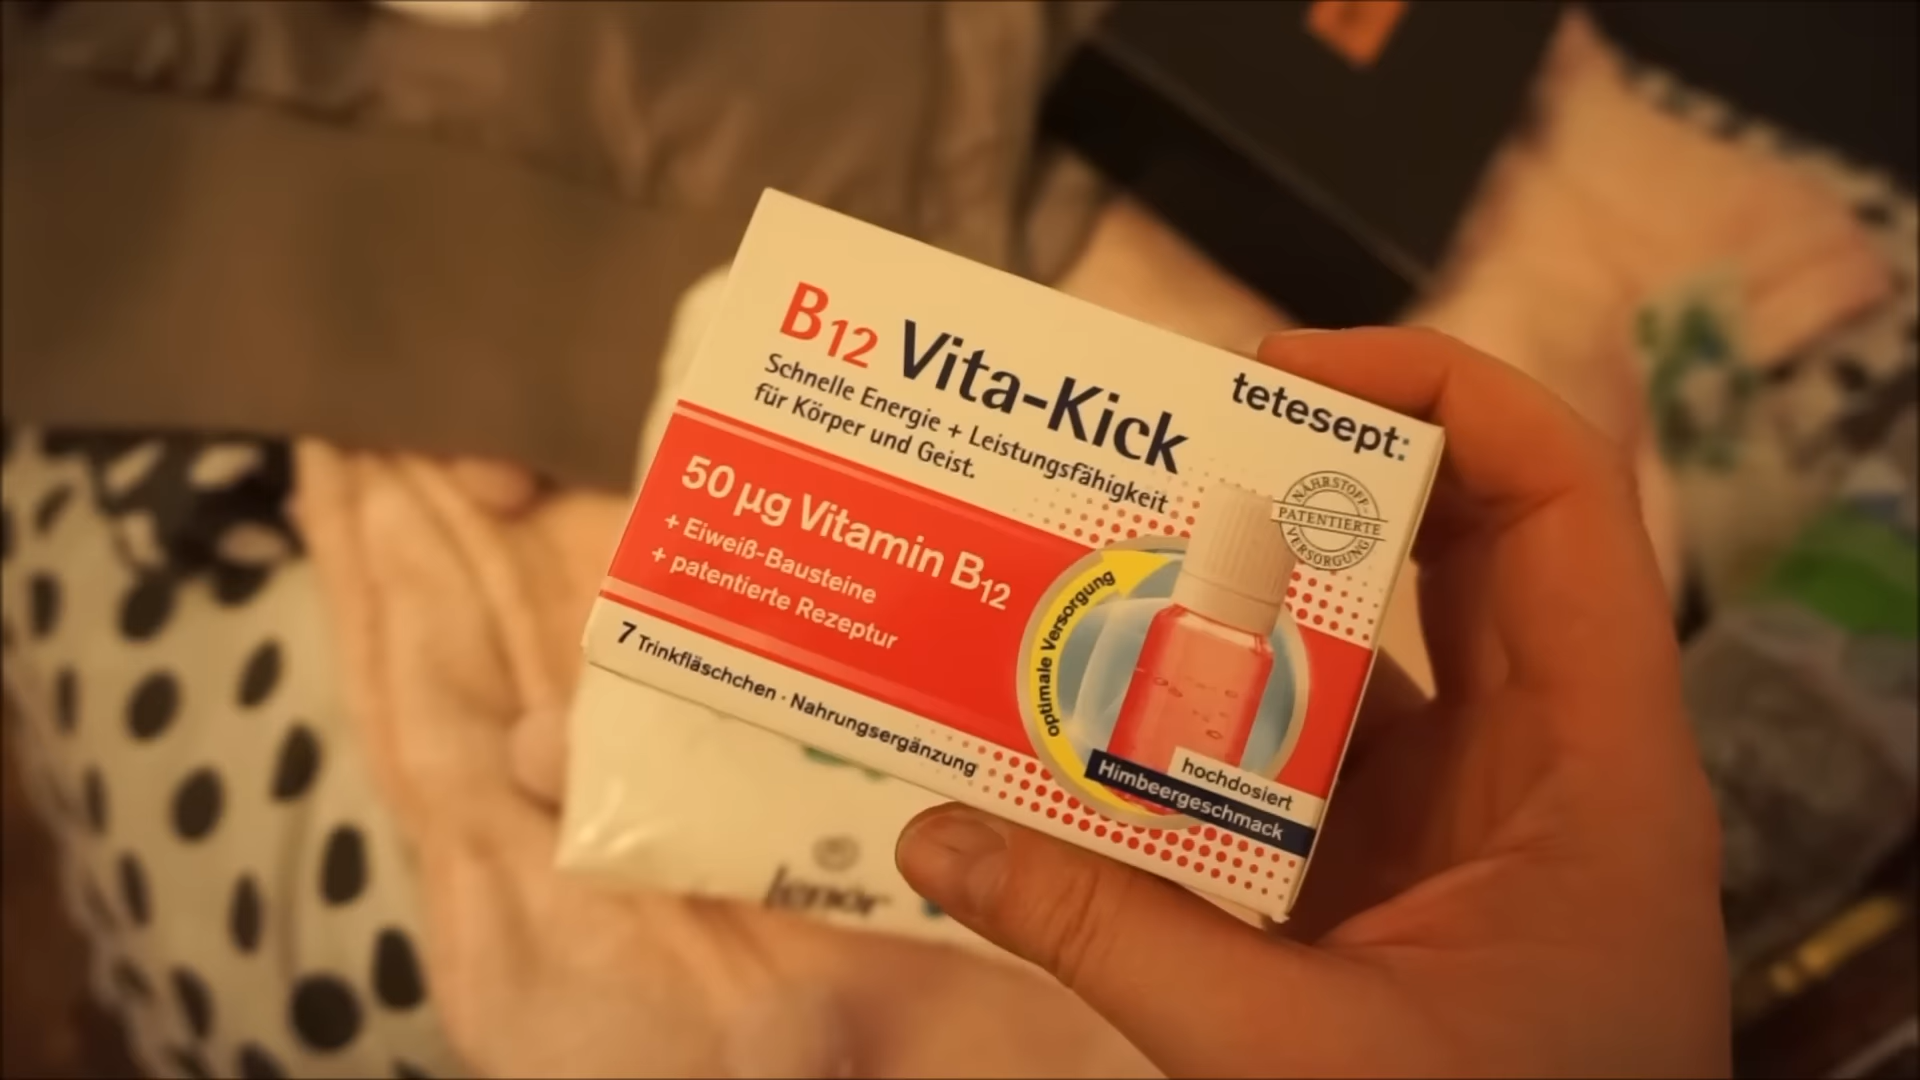 B12 Vita-Kick
tetesept:
Schnelle Energie + Leistungsfähigkeit
für Körper und Geist.
NÄHRSTOFF-
PATENTIERTE
VERSORGUNG
50 µg Vitamin B12
+ Eiweiß-Bausteine
+ patentierte Rezeptur
optimale Versorgung
7 Trinkfläschchen · Nahrungsergänzung
hochdosiert
Himbeergeschmack
lenor